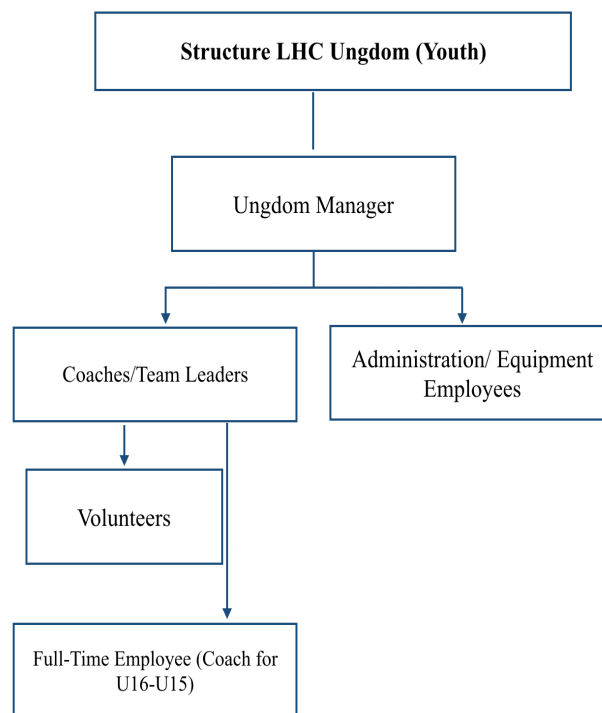 Structure LHC Ungdom (Youth)
Ungdom Manager
Coaches/Team Leaders
Administration/ Equipment
Employees
Volunteers
Full-Time Employee (Coach for
U16-U15)